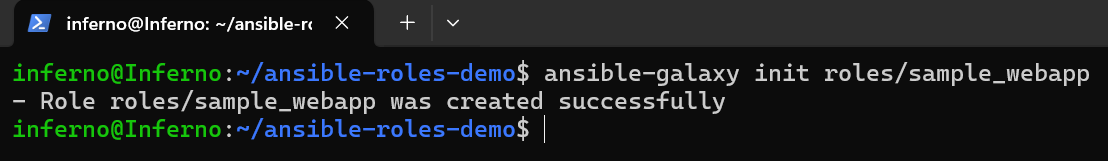 inferno@Inferno: ~/ansible-ro
inferno@Inferno:~/ansible-roles-demo$ ansible-galaxy init roles/sample_webapp
- Role roles/sample_webapp was created successfully
inferno@Inferno:~/ansible-roles-demo$